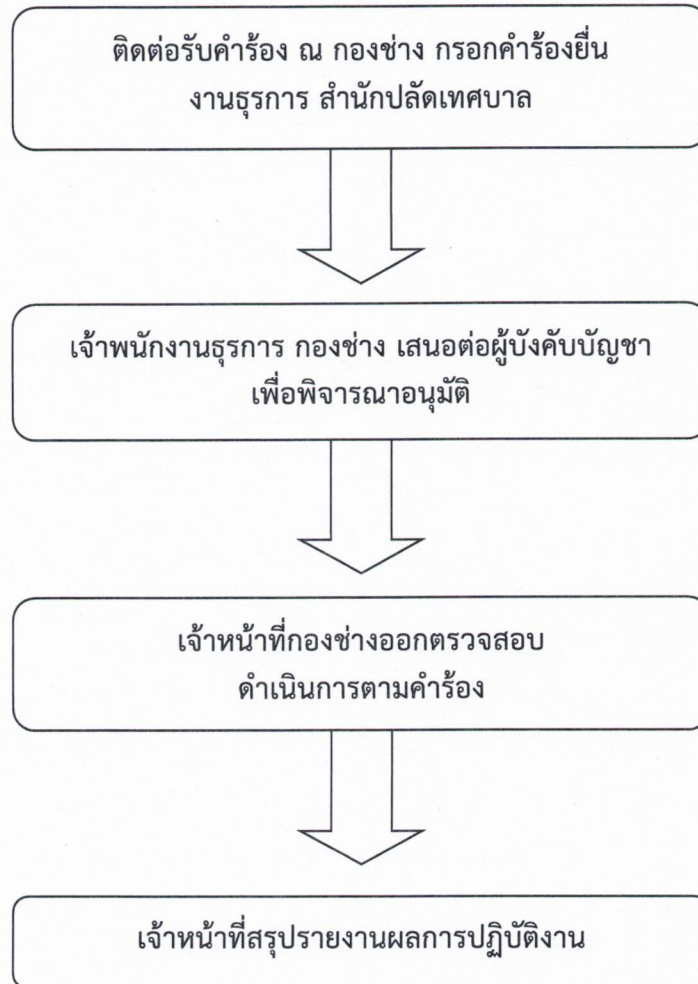 ติดต่อรับคำร้อง ณ กองช่าง กรอกคำร้องยื่น
งานธุรการ สำนักปลัดเทศบาล
เจ้าพนักงานธุรการ กองช่าง เสนอต่อผู้บังคับบัญชา
เพื่อพิจารณาอนุมัติ
เจ้าหน้าที่กองช่างออกตรวจสอบ
ดำเนินการตามคำร้อง
เจ้าหน้าที่สรุปรายงานผลการปฏิบัติงาน